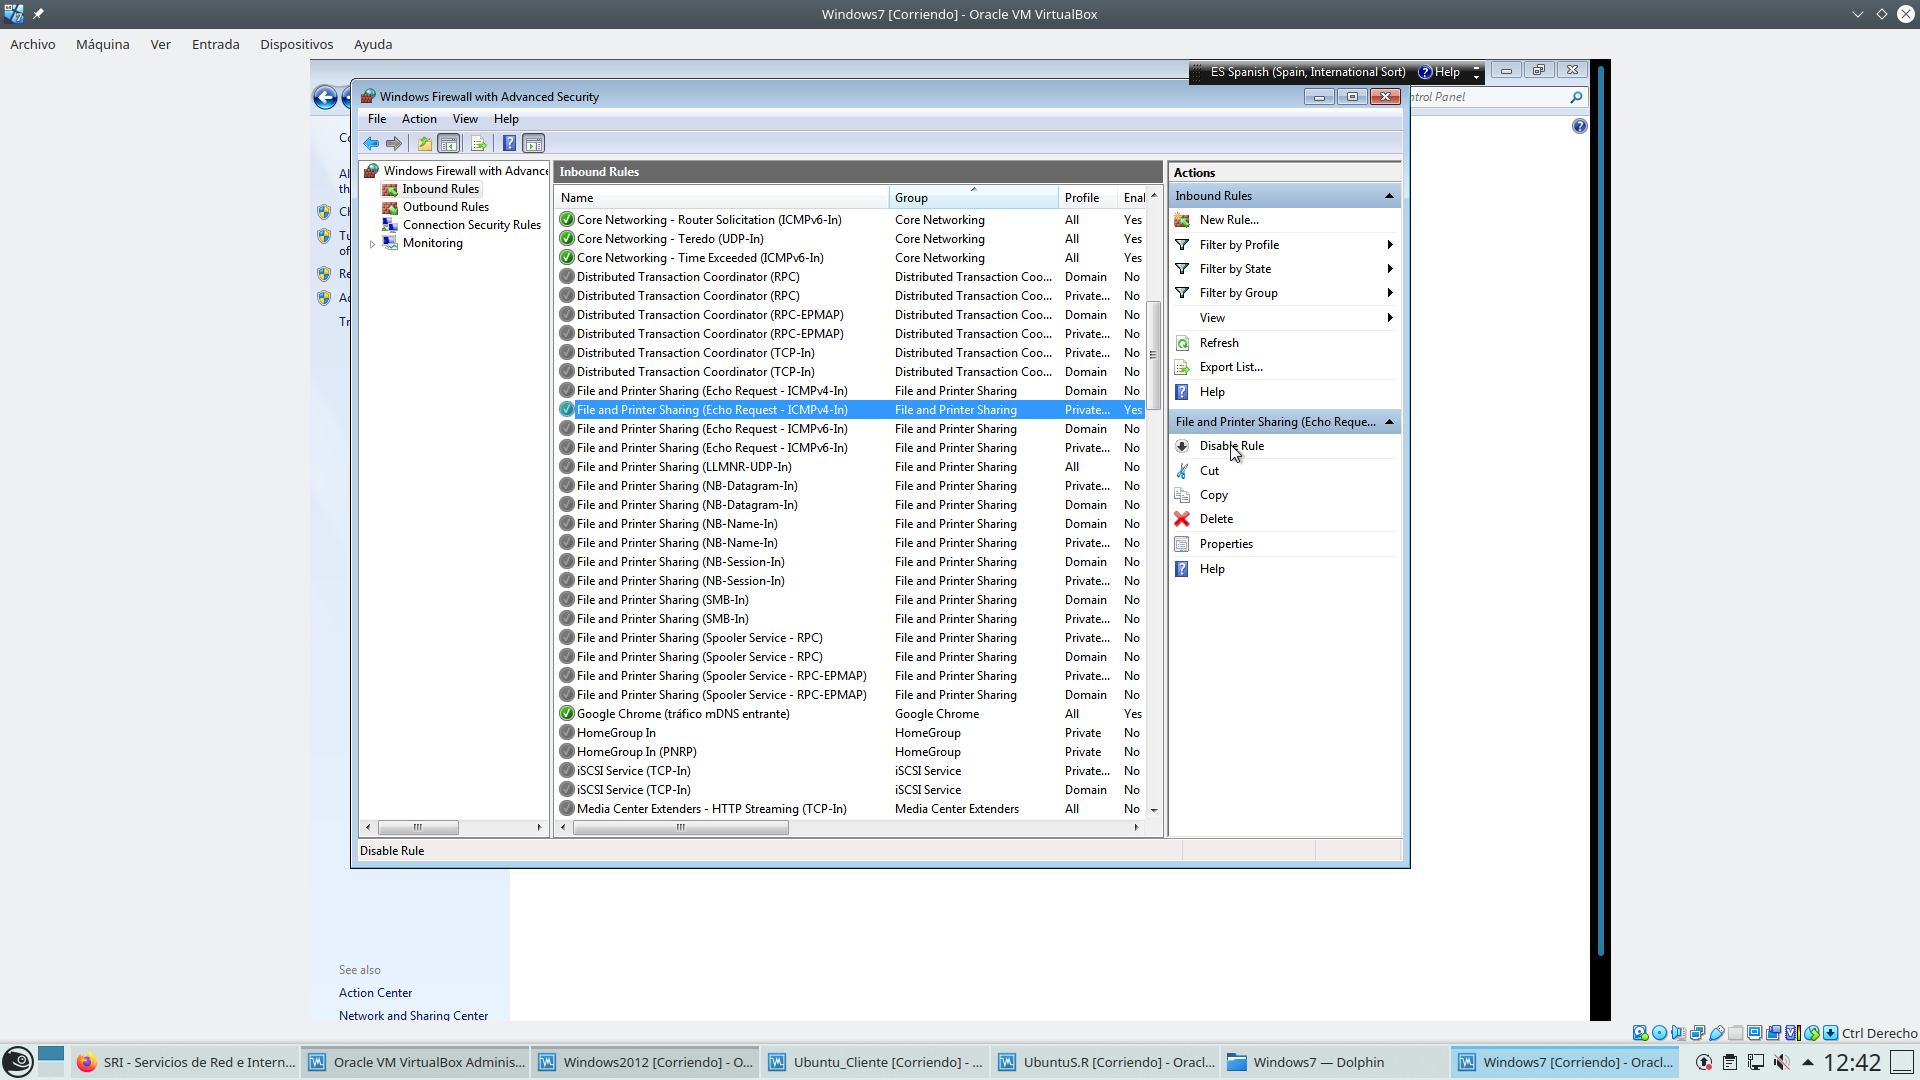 Windows7 [Corriendo] - Oracle VM VirtualBox
Archivo Máquina Ver Entrada Dispositivos Ayuda
ES Spanish (Spain, International Sort) Help
Windows Firewall with Advanced Security
ntrol Panel
File Action View Help
Windows Firewall with Advance
Inbound Rules
Outbound Rules
Connection Security Rules
Monitoring
Inbound Rules
Name Group Profile Enal
Core Networking - Router Solicitation (ICMPv6-In) Core Networking All Yes
Core Networking - Teredo (UDP-In) Core Networking All Yes
Core Networking - Time Exceeded (ICMPv6-In) Core Networking All Yes
Distributed Transaction Coordinator (RPC) Distributed Transaction Coo... Domain No
Distributed Transaction Coordinator (RPC) Distributed Transaction Coo... Private... No
Distributed Transaction Coordinator (RPC-EPMAP) Distributed Transaction Coo... Domain No
Distributed Transaction Coordinator (RPC-EPMAP) Distributed Transaction Coo... Private... No
Distributed Transaction Coordinator (TCP-In) Distributed Transaction Coo... Private... No
Distributed Transaction Coordinator (TCP-In) Distributed Transaction Coo... Domain No
File and Printer Sharing (Echo Request - ICMPv4-In) File and Printer Sharing Domain No
File and Printer Sharing (Echo Request - ICMPv4-In) File and Printer Sharing Private... Yes
File and Printer Sharing (Echo Request - ICMPv6-In) File and Printer Sharing Domain No
File and Printer Sharing (Echo Request - ICMPv6-In) File and Printer Sharing Private... No
File and Printer Sharing (LLMNR-UDP-In) File and Printer Sharing All No
File and Printer Sharing (NB-Datagram-In) File and Printer Sharing Private... No
File and Printer Sharing (NB-Datagram-In) File and Printer Sharing Domain No
File and Printer Sharing (NB-Name-In) File and Printer Sharing Domain No
File and Printer Sharing (NB-Name-In) File and Printer Sharing Private... No
File and Printer Sharing (NB-Session-In) File and Printer Sharing Domain No
File and Printer Sharing (NB-Session-In) File and Printer Sharing Private... No
File and Printer Sharing (SMB-In) File and Printer Sharing Domain No
File and Printer Sharing (SMB-In) File and Printer Sharing Private... No
File and Printer Sharing (Spooler Service - RPC) File and Printer Sharing Private... No
File and Printer Sharing (Spooler Service - RPC) File and Printer Sharing Domain No
File and Printer Sharing (Spooler Service - RPC-EPMAP) File and Printer Sharing Private... No
File and Printer Sharing (Spooler Service - RPC-EPMAP) File and Printer Sharing Domain No
Google Chrome (tráfico mDNS entrante) Google Chrome All Yes
HomeGroup In HomeGroup Private No
HomeGroup In (PNRP) HomeGroup Private No
iSCSI Service (TCP-In) iSCSI Service Private... No
iSCSI Service (TCP-In) iSCSI Service Domain No
Media Center Extenders - HTTP Streaming (TCP-In) Media Center Extenders All No
Actions
Inbound Rules
New Rule...
Filter by Profile
Filter by State
Filter by Group
View
Refresh
Export List...
Help
File and Printer Sharing (Echo Reque...
Disable Rule
Cut
Copy
Delete
Properties
Help
Disable Rule
See also
Action Center
Network and Sharing Center
Ctrl Derecho
SRI - Servicios de Red e Intern... Oracle VM VirtualBox Adminis... Windows2012 [Corriendo] - O... Ubuntu_Cliente [Corriendo] - ... UbuntuS.R [Corriendo] - Oracl... Windows7 — Dolphin Windows7 [Corriendo] - Oracl... 12:42